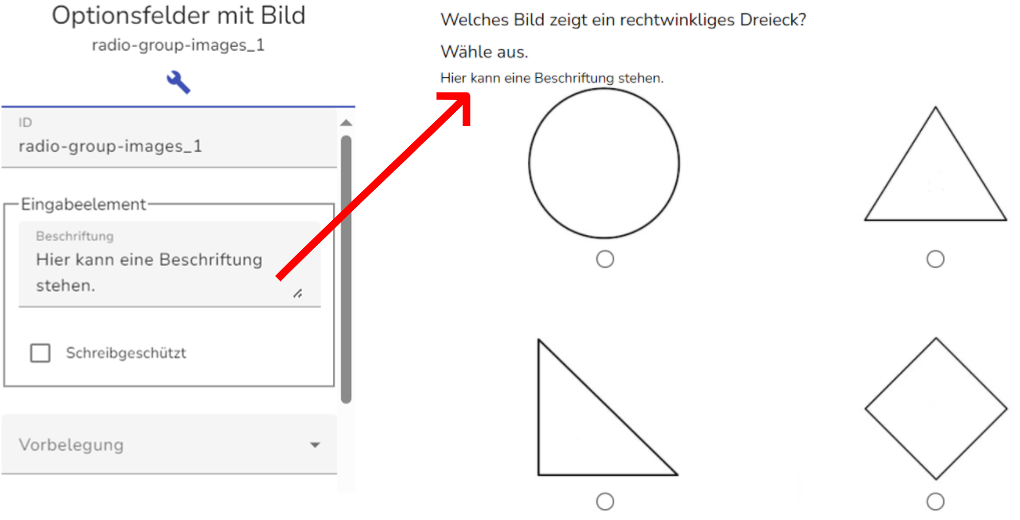 Optionsfelder mit Bild
radio-group-images_1
ID
radio-group-images_1
Eingabeelement
Beschriftung
Hier kann eine Beschriftung
stehen.
Schreibgeschützt
Vorbelegung
Welches Bild zeigt ein rechtwinkliges Dreieck?
Wähle aus.
Hier kann eine Beschriftung stehen.